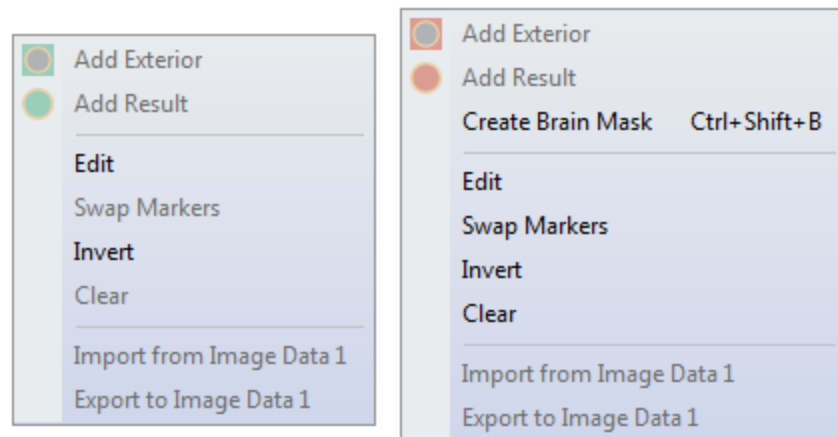 Add Exterior
Add Result
Edit
Swap Markers
Invert
Clear
Import from Image Data 1
Export to Image Data 1
Add Exterior
Add Result
Create Brain Mask Ctrl+Shift+B
Edit
Swap Markers
Invert
Clear
Import from Image Data 1
Export to Image Data 1